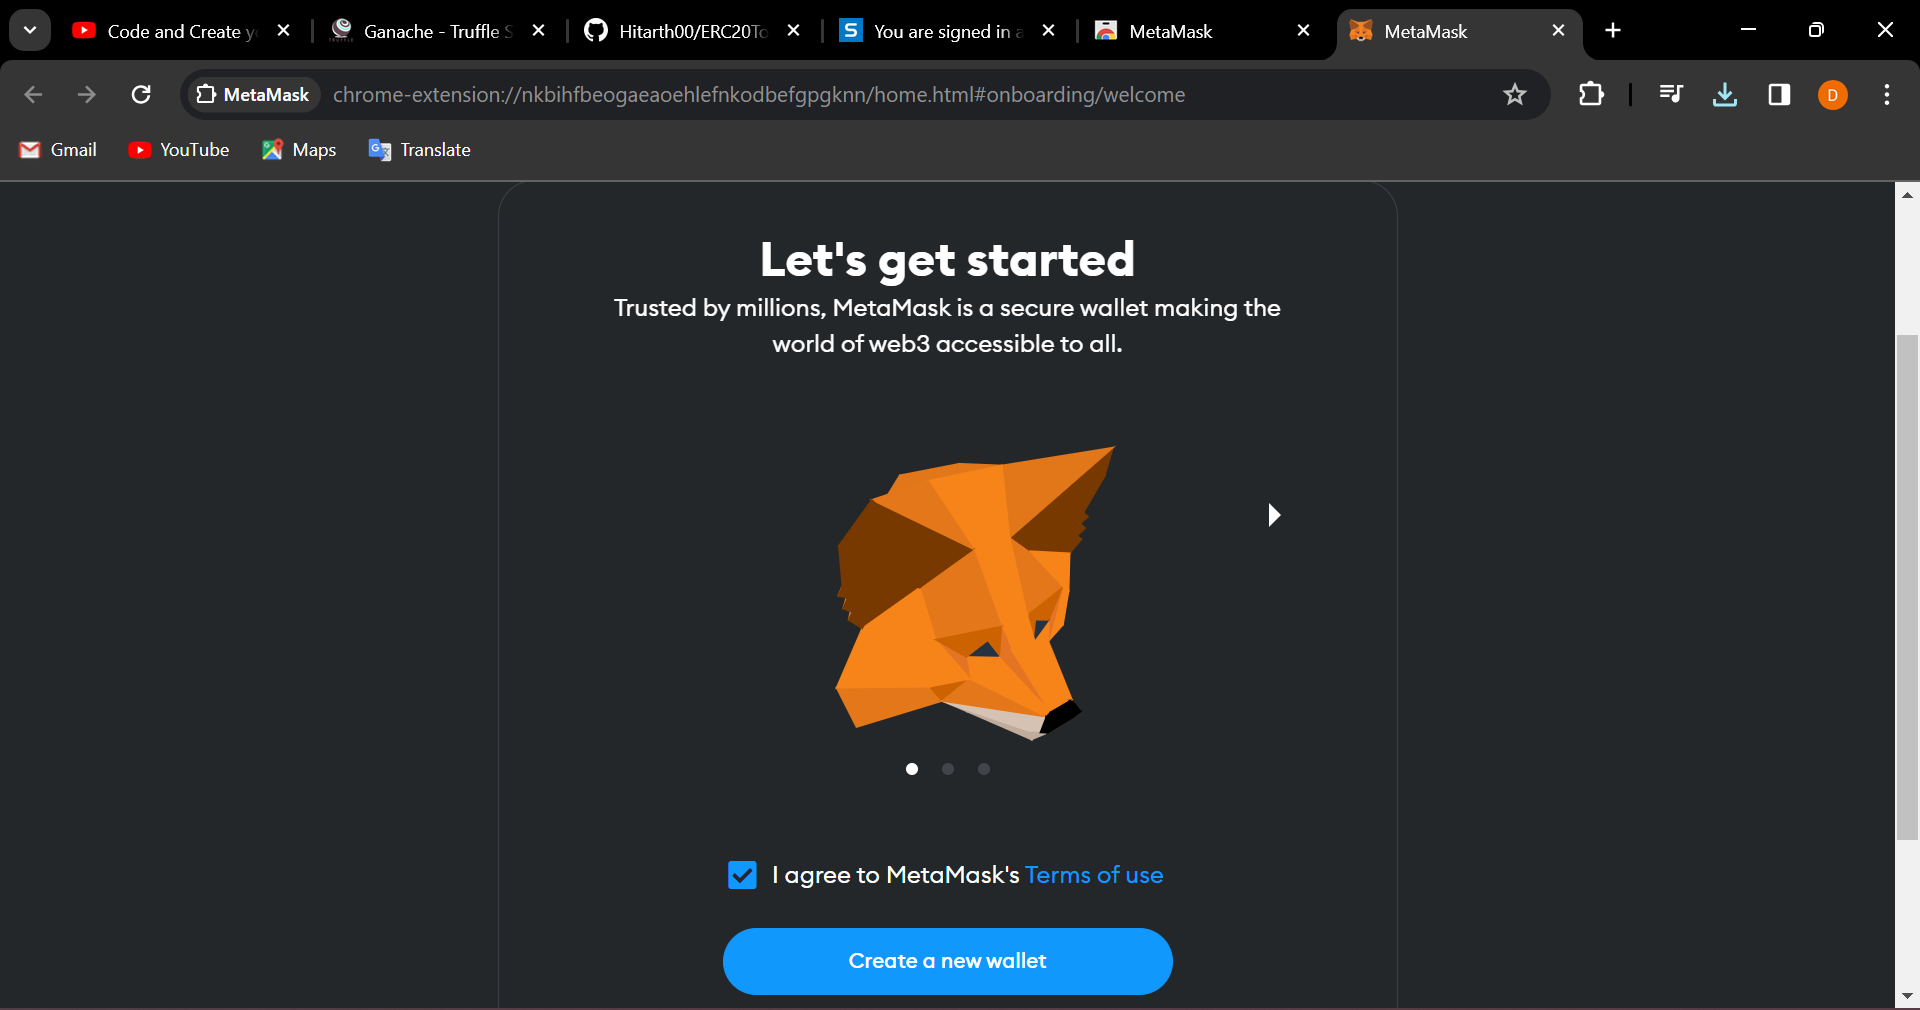 Code and Create y
Ganache - Truffle S
Hitarth00/ERC20To
You are signed in a
MetaMask
MetaMask
MetaMask
chrome-extension://nkbihfbeogaeaoehlefnkodbefgpgknn/home.html#onboarding/welcome
D
Gmail
YouTube
Maps
Translate
Let's get started
Trusted by millions, MetaMask is a secure wallet making the
world of web3 accessible to all.
I agree to MetaMask's Terms of use
Create a new wallet